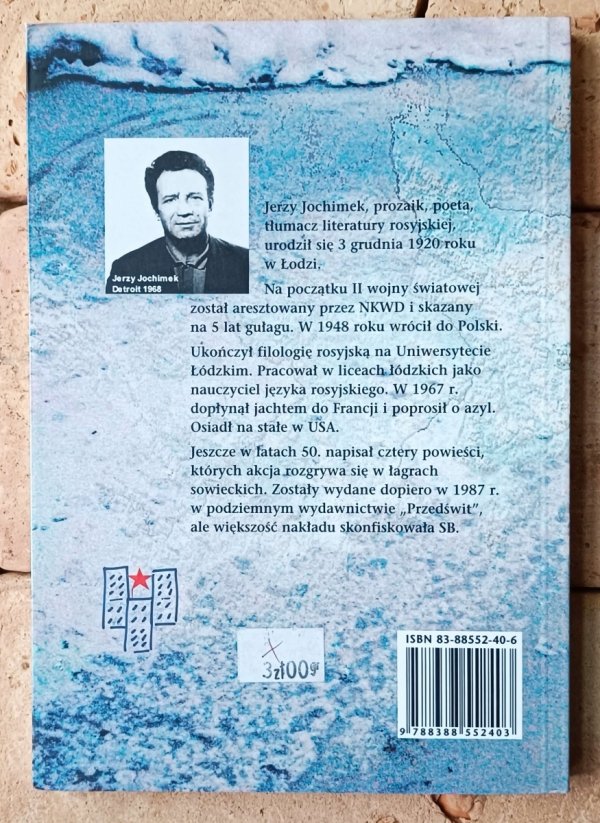 Jerzy Jochimek
Detroit 1968
Jerzy Jochimek, prozaik, poeta,
tłumacz literatury rosyjskiej,
urodził się 3 grudnia 1920 roku
w Łodzi.
Na początku II wojny światowej
został aresztowany przez NKWD i skazany
na 5 lat gułagu. W 1948 roku wrócił do Polski.
Ukończył filologię rosyjską na Uniwersytecie
Łódzkim. Pracował w liceach łódzkich jako
nauczyciel języka rosyjskiego. W 1967 r.
dopłynął jachtem do Francji i poprosił o azyl.
Osiadł na stałe w USA.
Jeszcze w latach 50. napisał cztery powieści,
których akcja rozgrywa się w łagrach
sowieckich. Zostały wydane dopiero w 1987 r.
w podziemnym wydawnictwie „Przedświt",
ale większość nakładu skonfiskowała SB.
3zł00gr
ISBN 83-88552-40-6
9 788388 552403